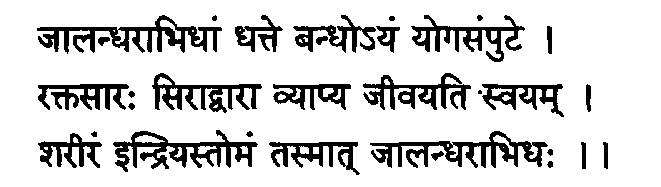 जालन्धराभिधां धत्ते बन्धोऽयं योगसंपुटे ।
रक्तसारः सिराद्वारा व्याप्य जीवयति स्वयम् ।
शरीरं इन्द्रियस्तोमं तस्मात् जालन्धराभिधः ।।